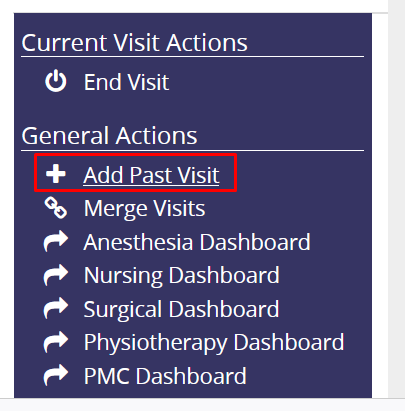 Current Visit Actions
End Visit
General Actions
Add Past Visit
Merge Visits
Anesthesia Dashboard
Nursing Dashboard
Surgical Dashboard
Physiotherapy Dashboard
PMC Dashboard